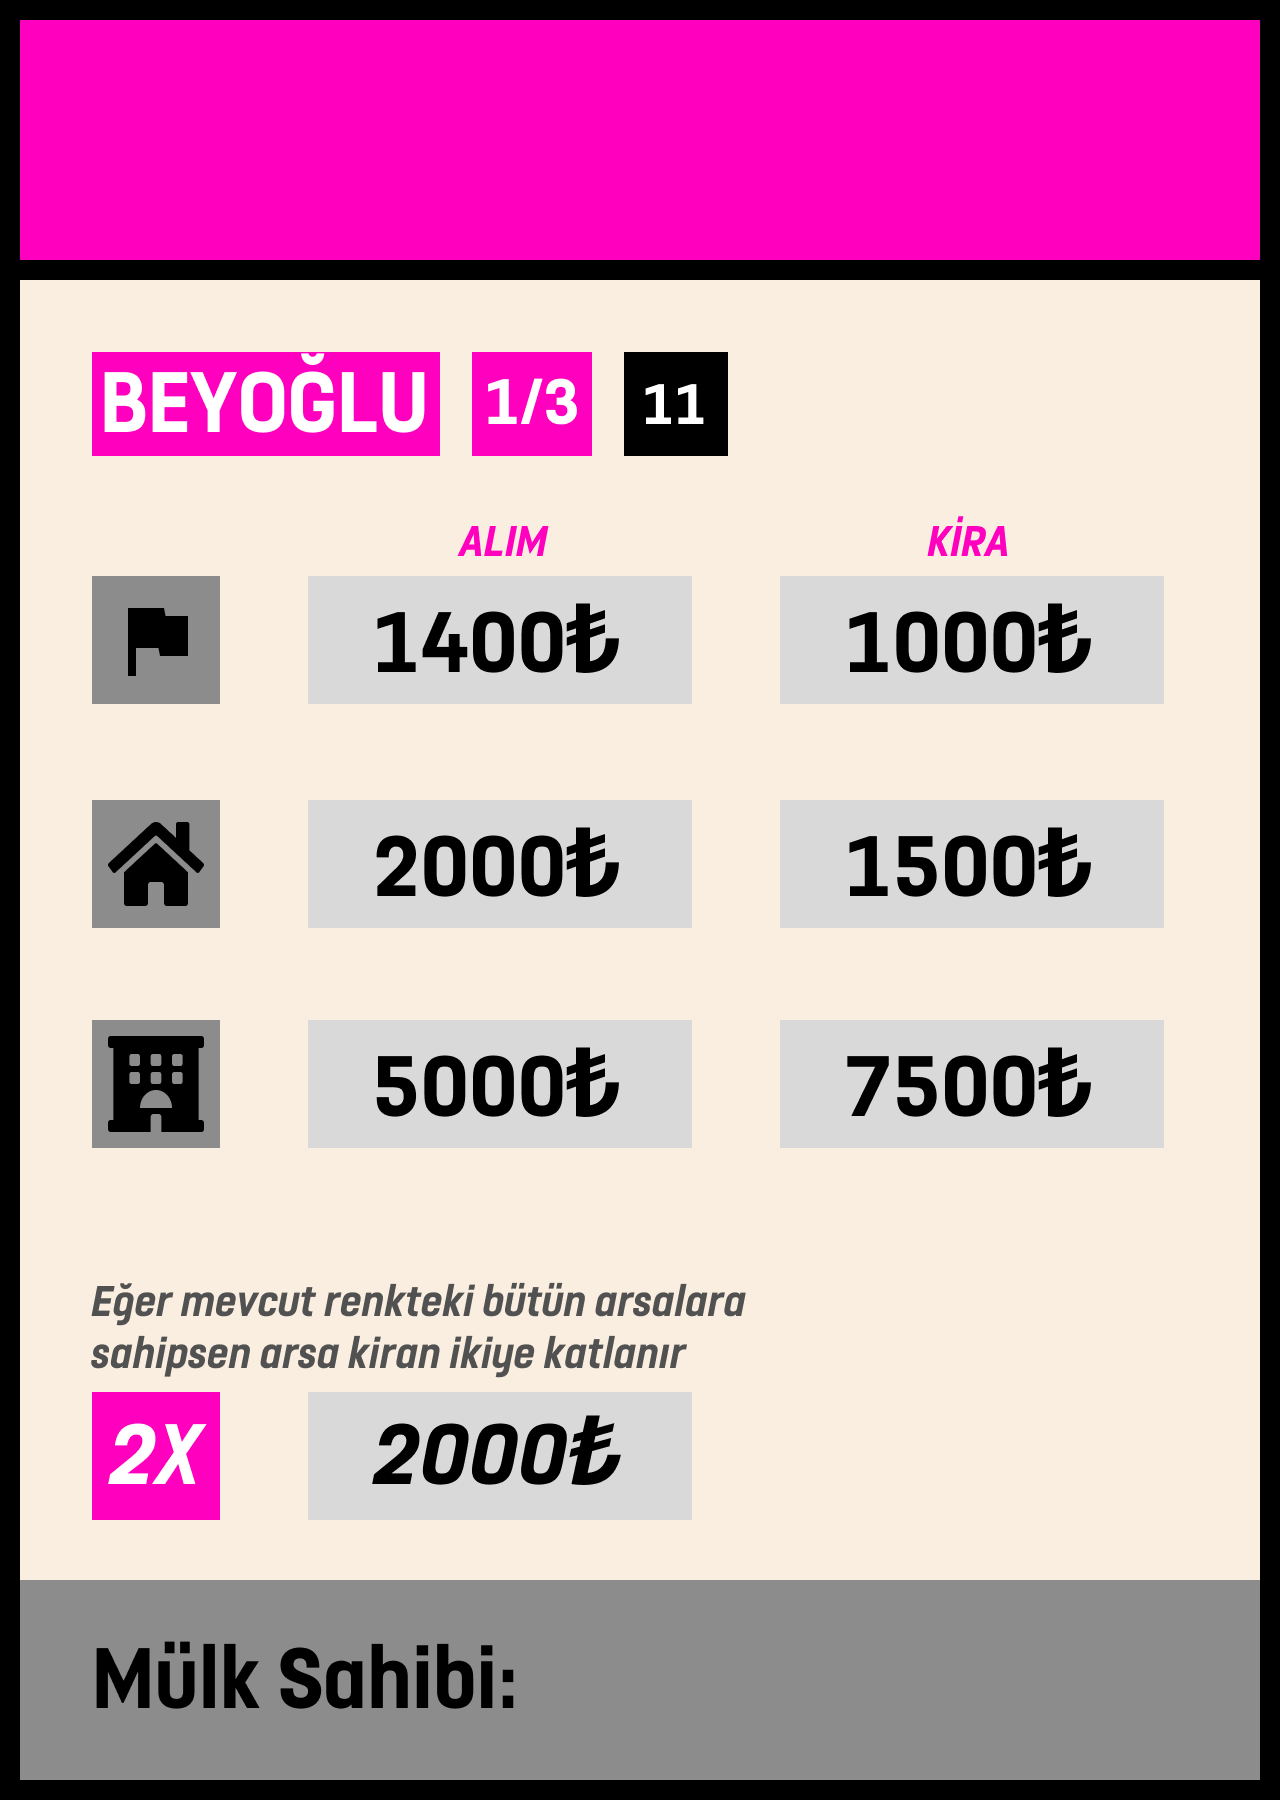 BEYOĞLU 1/3 11
ALIM KİRA
1400₺ 1000₺
2000₺ 1500₺
5000₺ 7500₺
Eğer mevcut renkteki bütün arsalara
sahipsen arsa kiran ikiye katlanır
2X 2000₺
Mülk Sahibi: